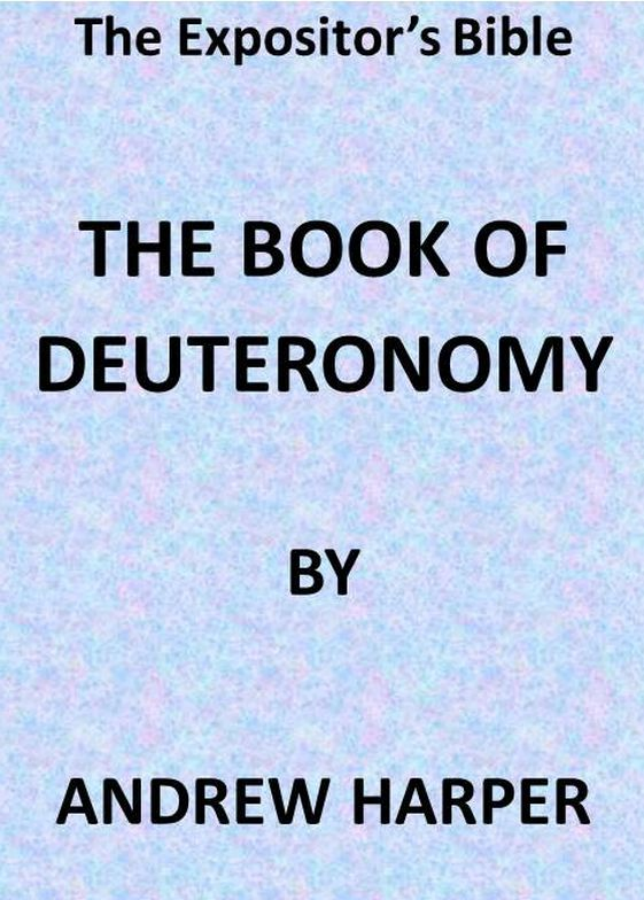 The Expositor’s Bible
THE BOOK OF
DEUTERONOMY
BY
ANDREW HARPER